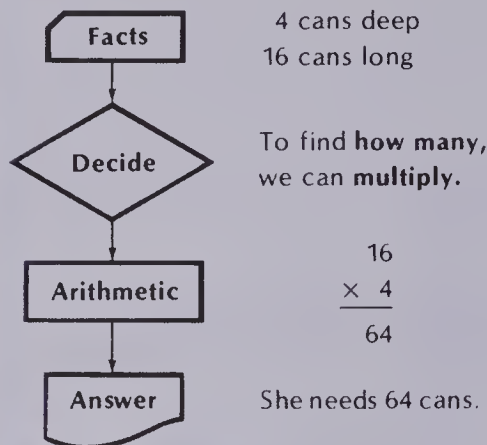 Facts
4 cans deep
16 cans long
Decide
To find how many,
we can multiply.
Arithmetic
16
× 4
64
Answer
She needs 64 cans.